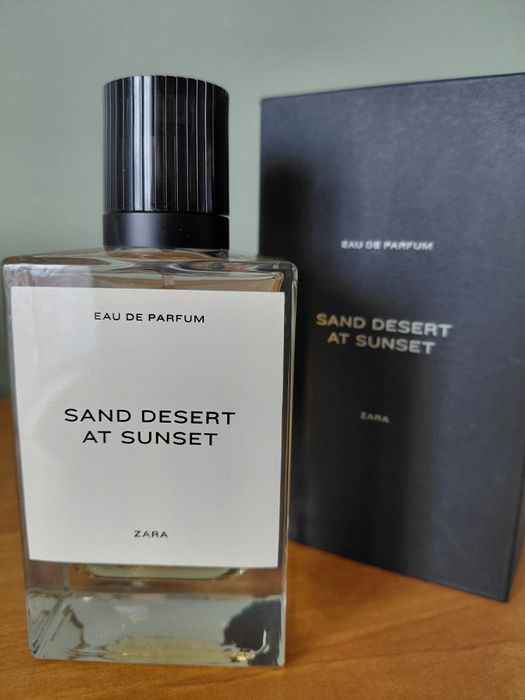 EAU DE PARFUM
SAND DESERT
AT SUNSET
ZARA
EAU DE PARFUM
SAND DESERT
AT SUNSET
ZARA